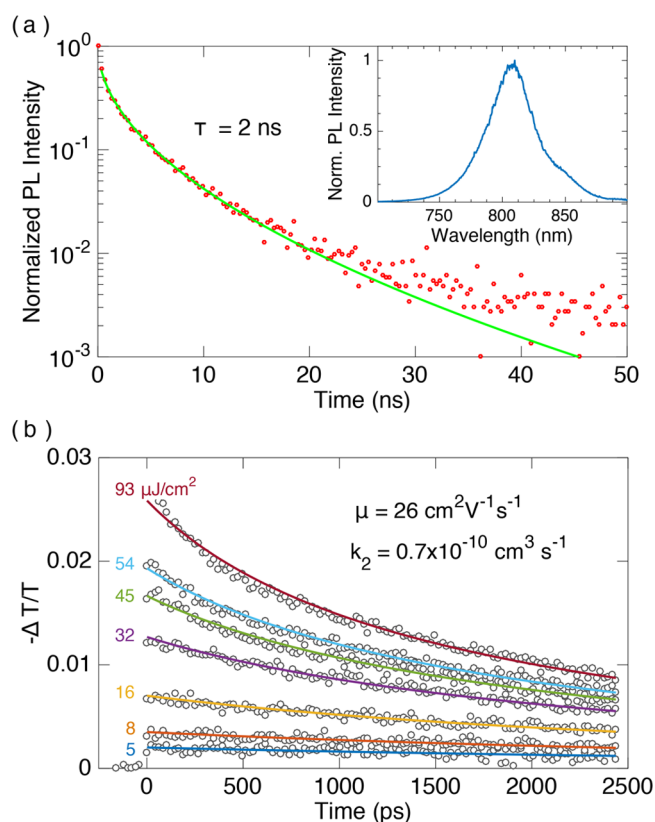 (a)
10⁰
10⁻¹
10⁻²
10⁻³
Normalized PL Intensity
τ = 2 ns
0 10 20 30 40 50
Time (ns)
1
0.5
0
Norm. PL Intensity
750 800 850
Wavelength (nm)
(b)
0.03
0.02
0.01
0
-Δ T/T
93 μJ/cm²
54
45
32
16
8
5
μ = 26 cm²V⁻¹s⁻¹
k₂ = 0.7x10⁻¹⁰ cm³ s⁻¹
0 500 1000 1500 2000 2500
Time (ps)